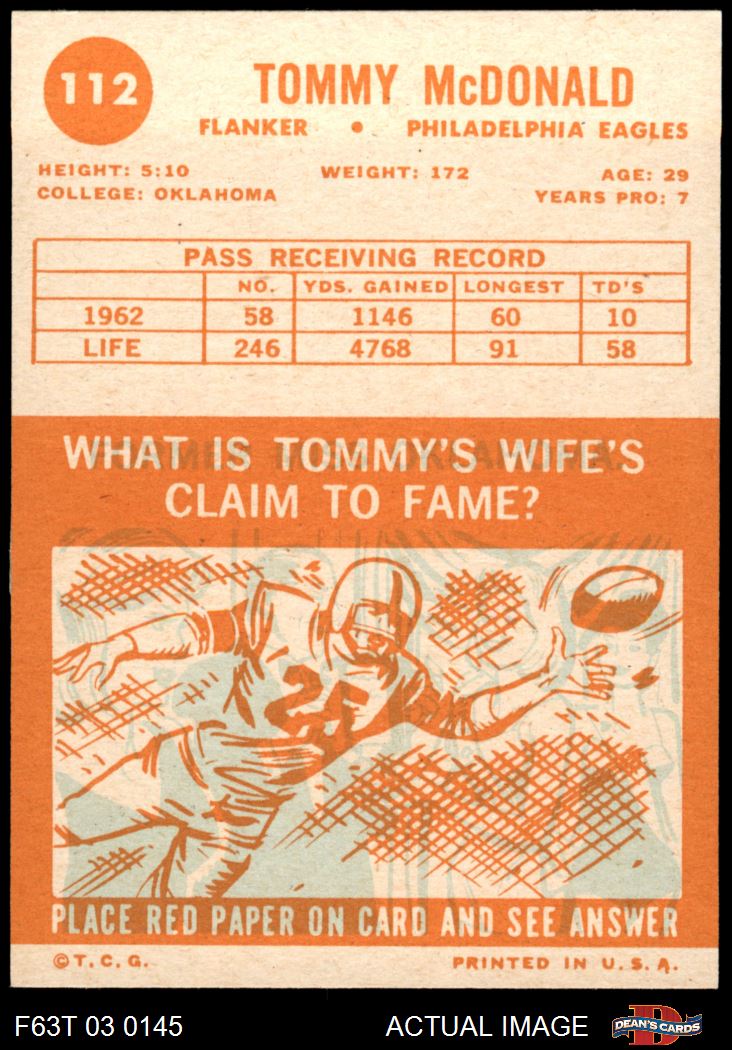 112
TOMMY McDONALD
FLANKER • PHILADELPHIA EAGLES
HEIGHT: 5:10 WEIGHT: 172 AGE: 29
COLLEGE: OKLAHOMA YEARS PRO: 7
PASS RECEIVING RECORD
NO. YDS. GAINED LONGEST TD'S
1962 58 1146 60 10
LIFE 246 4768 91 58
WHAT IS TOMMY'S WIFE'S
CLAIM TO FAME?
25
PLACE RED PAPER ON CARD AND SEE ANSWER
© T. C. G. PRINTED IN U. S. A.
F63T 03 0145 ACTUAL IMAGE DEAN'S CARDS